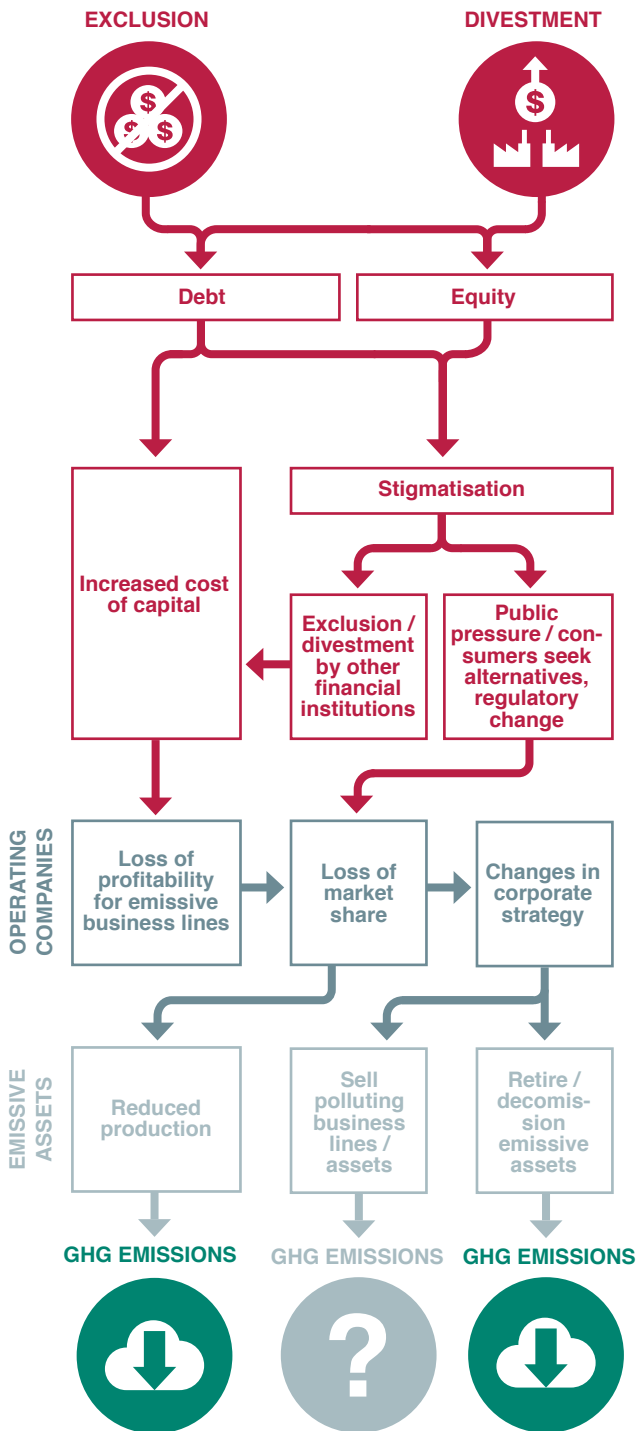 EXCLUSION
DIVESTMENT
$
$ $
$
Debt
Equity
Stigmatisation
Increased cost
of capital
Exclusion /
divestment
by other
financial
institutions
Public
pressure / con-
sumers seek
alternatives,
regulatory
change
OPERATING
COMPANIES
Loss of
profitability
for emissive
business lines
Loss of
market
share
Changes in
corporate
strategy
EMISSIVE
ASSETS
Reduced
production
Sell
polluting
business
lines /
assets
Retire /
decomis-
sion
emissive
assets
GHG EMISSIONS
GHG EMISSIONS
GHG EMISSIONS
?